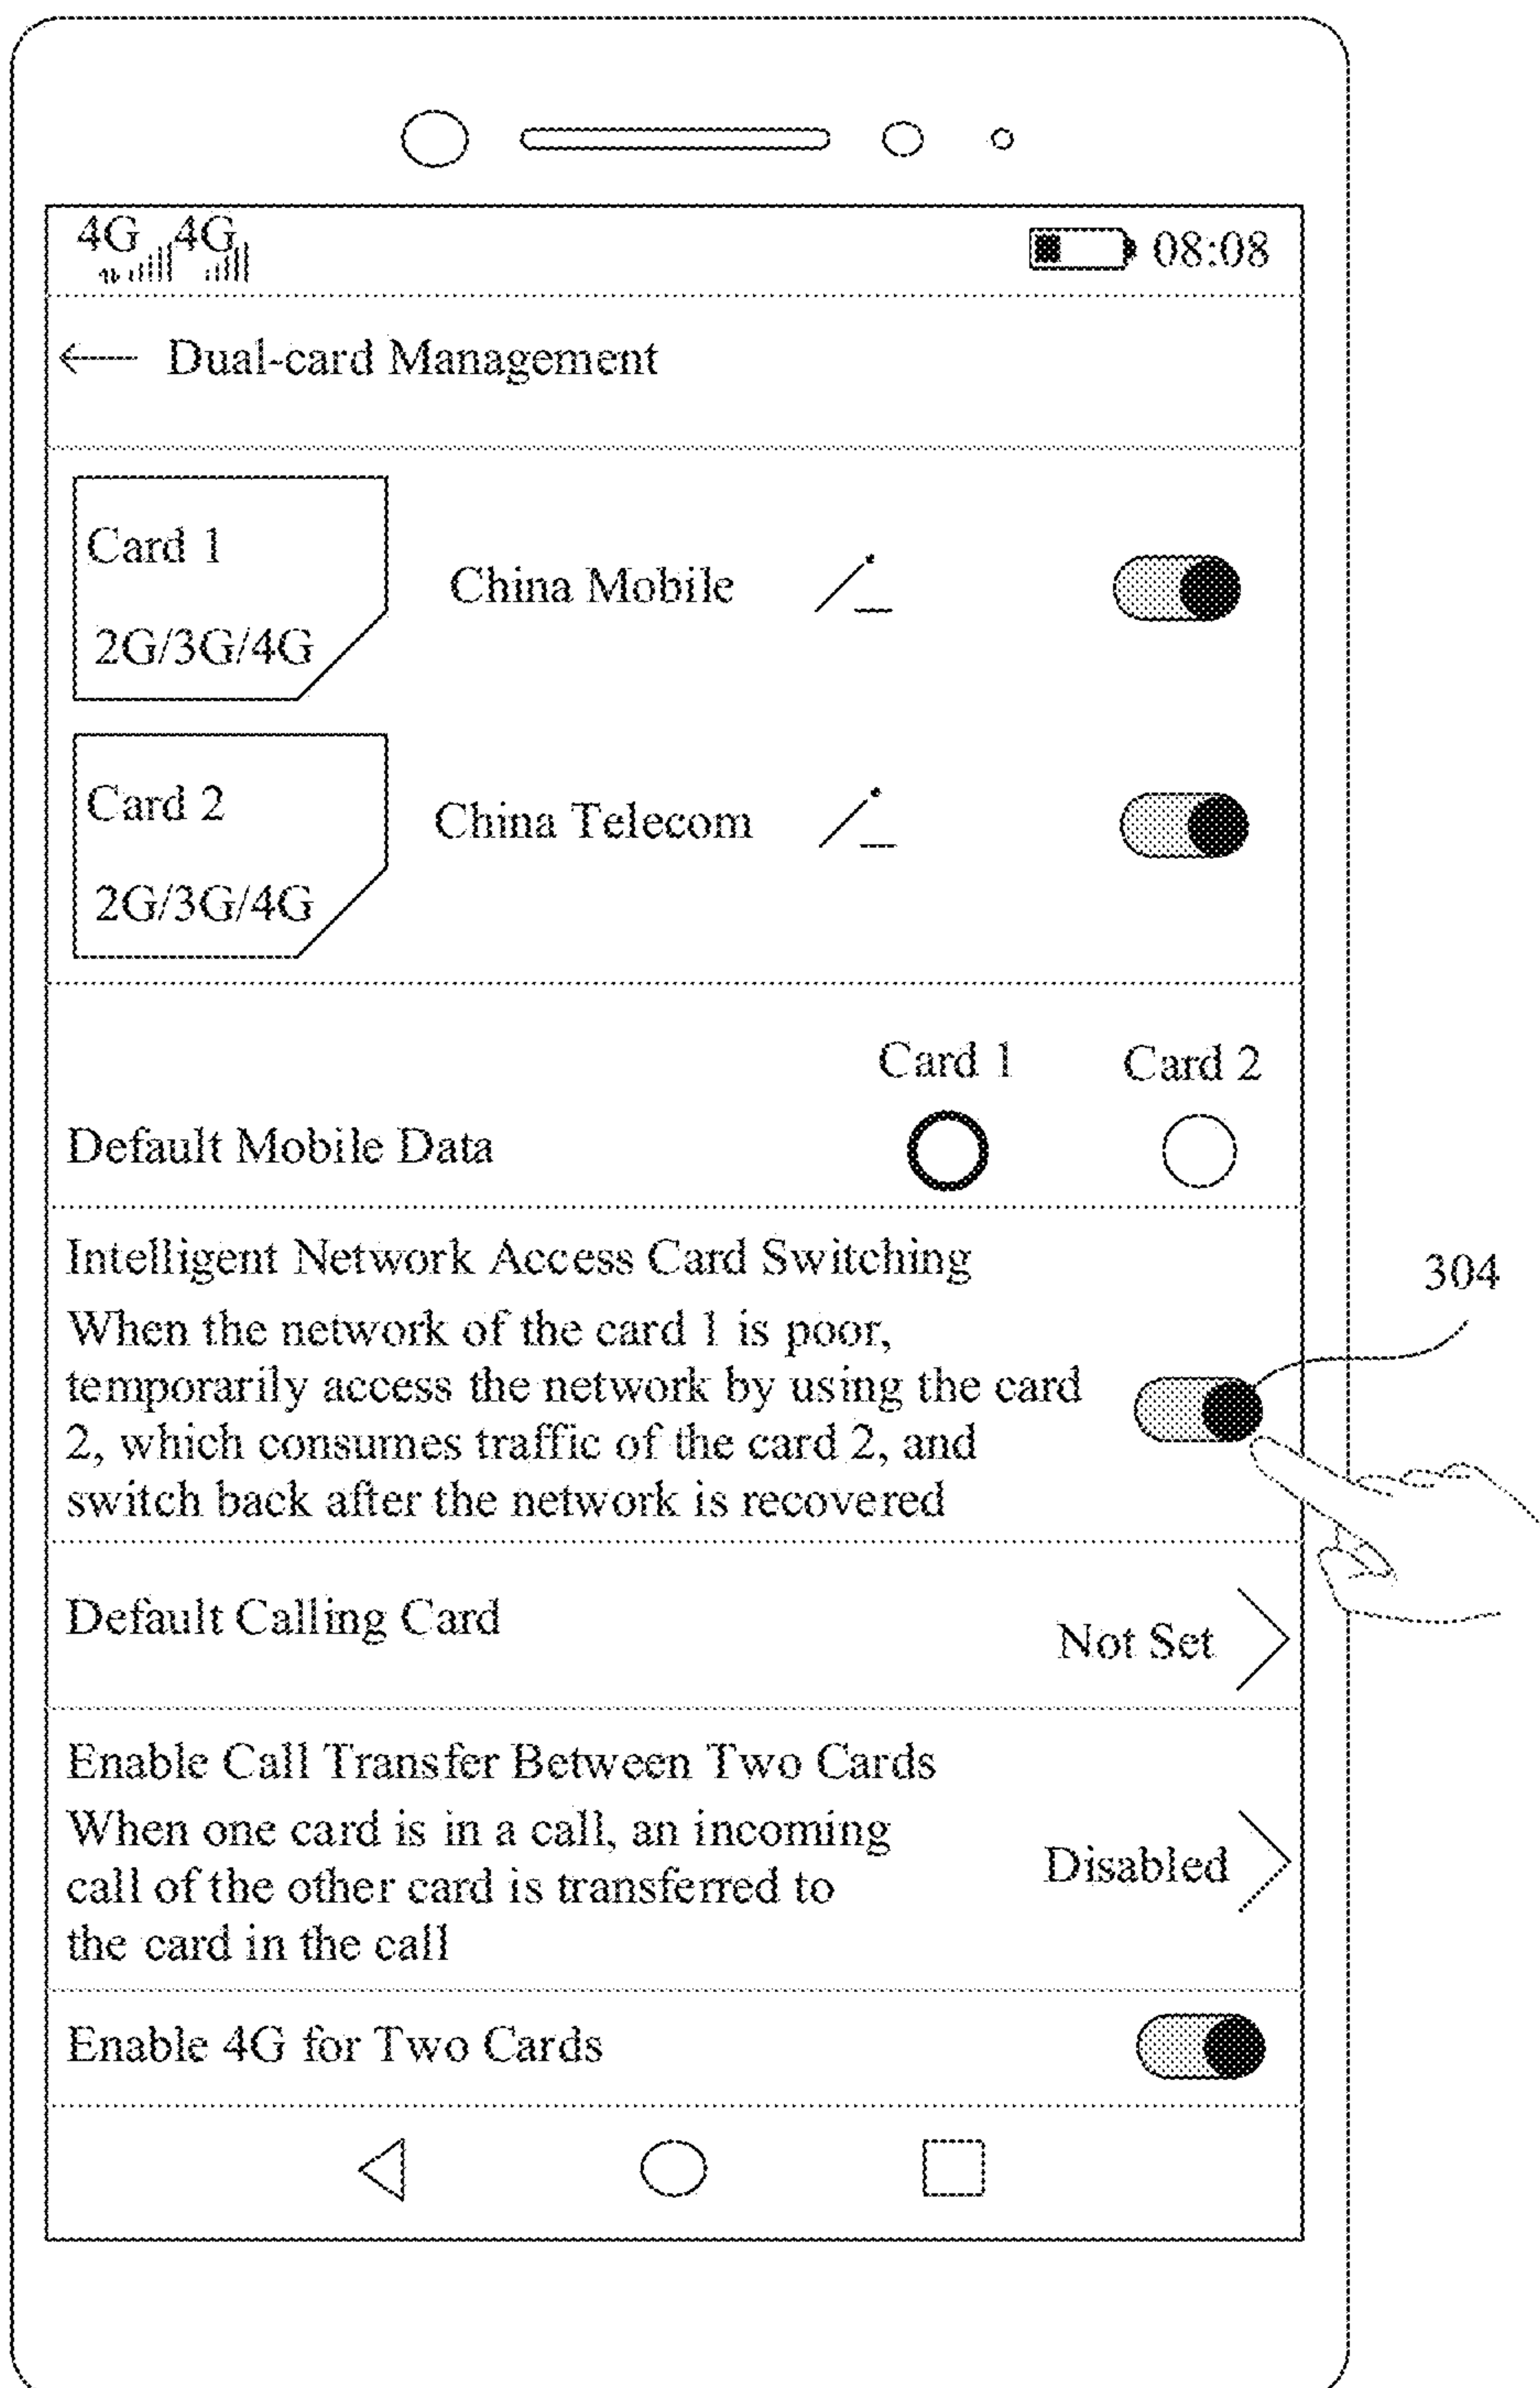 4G 4G 08:08
Dual-card Management
Card 1
China Mobile
2G/3G/4G
Card 2
China Telecom
2G/3G/4G
Card 1 Card 2
Default Mobile Data
Intelligent Network Access Card Switching
304
When the network of the card 1 is poor,
temporarily access the network by using the card
2, which consumes traffic of the card 2, and
switch back after the network is recovered
Default Calling Card
Not Set
Enable Call Transfer Between Two Cards
When one card is in a call, an incoming
call of the other card is transferred to
the card in the call
Disabled
Enable 4G for Two Cards